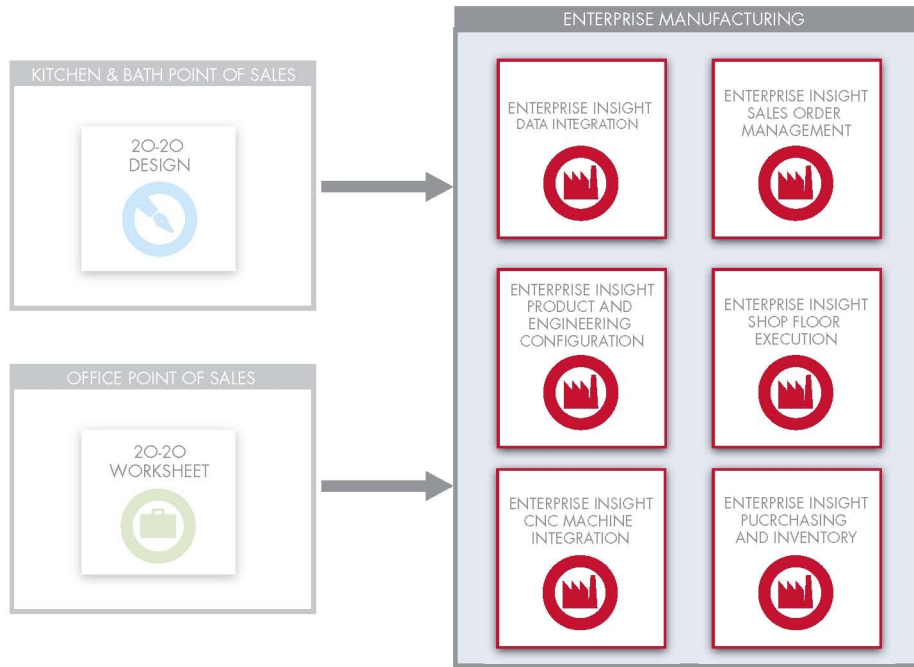 ENTERPRISE MANUFACTURING
KITCHEN & BATH POINT OF SALES
20-20
DESIGN
OFFICE POINT OF SALES
20-20
WORKSHEET
ENTERPRISE INSIGHT
DATA INTEGRATION
ENTERPRISE INSIGHT
SALES ORDER
MANAGEMENT
ENTERPRISE INSIGHT
PRODUCT AND
ENGINEERING
CONFIGURATION
ENTERPRISE INSIGHT
SHOP FLOOR
EXECUTION
ENTERPRISE INSIGHT
CNC MACHINE
INTEGRATION
ENTERPRISE INSIGHT
PUCRCHASING
AND INVENTORY